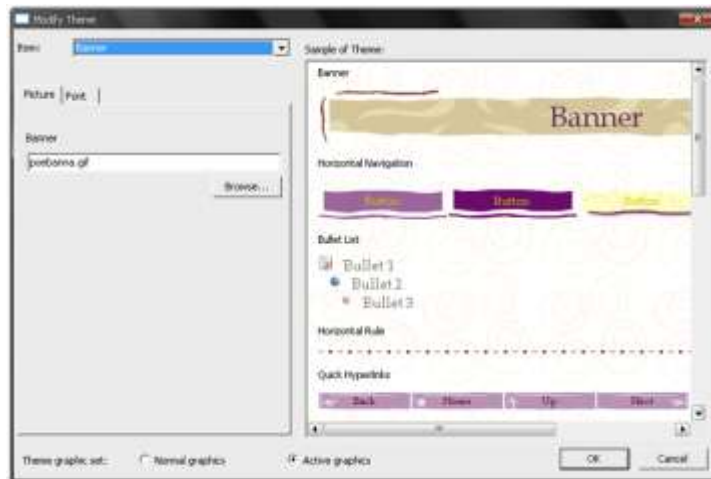 Modify Theme
Item:
Banner
Picture
Font
Banner
poebanna.gif
Browse...
Sample of Theme:
Banner
Banner
Horizontal Navigation
Button
Button
Button
Bullet List
Bullet 1
Bullet 2
Bullet 3
Horizontal Rule
Quick Hyperlinks
Back
Home
Up
Next
Theme graphic set:
Normal graphics
Active graphics
OK
Cancel